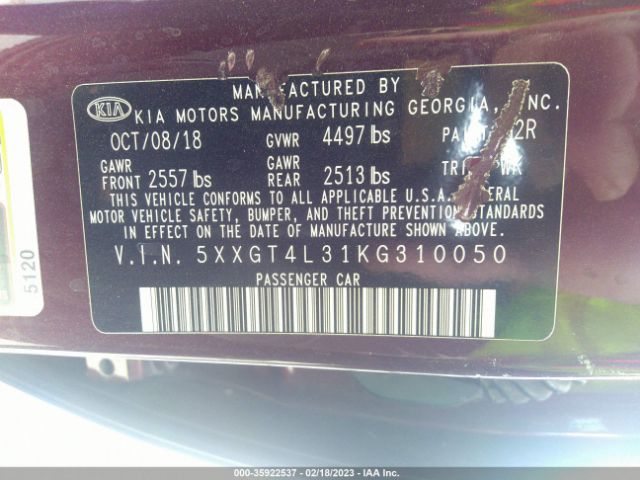 MANUFACTURED BY
KIA KIA MOTORS MANUFACTURING GEORGIA, INC.
OCT/08/18 GVWR 4497 lbs
GAWR FRONT 2557 lbs GAWR REAR 2513 lbs
THIS VEHICLE CONFORMS TO ALL APPLICABLE U.S.A. FEDERAL
MOTOR VEHICLE SAFETY, BUMPER, AND THEFT PREVENTION STANDARDS
IN EFFECT ON THE DATE OF MANUFACTURE SHOWN ABOVE
V.I.N. 5XXGT4L31KG310050
PASSENGER CAR
5120
000-35922537 - 02/18/2023 - IAA Inc.